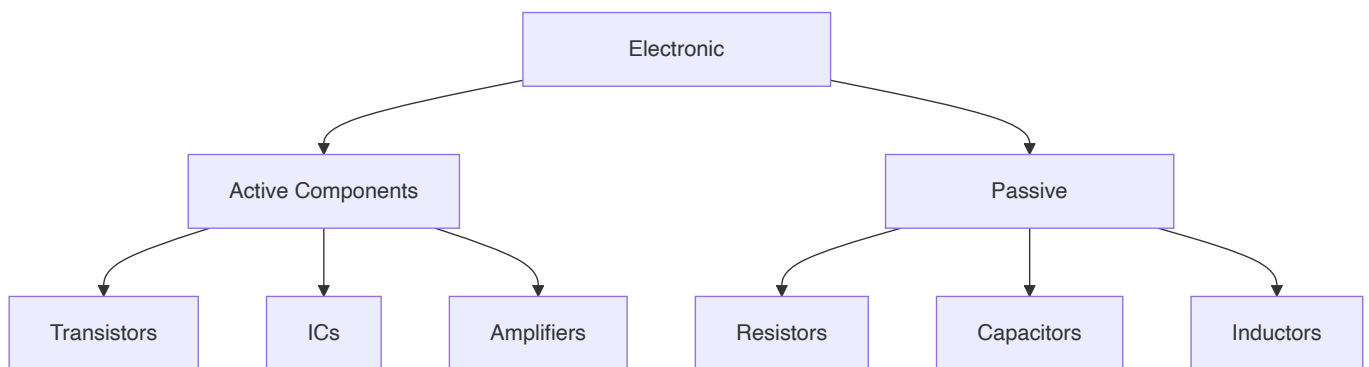 Electronic
Active Components
Passive
Transistors
ICs
Amplifiers
Resistors
Capacitors
Inductors